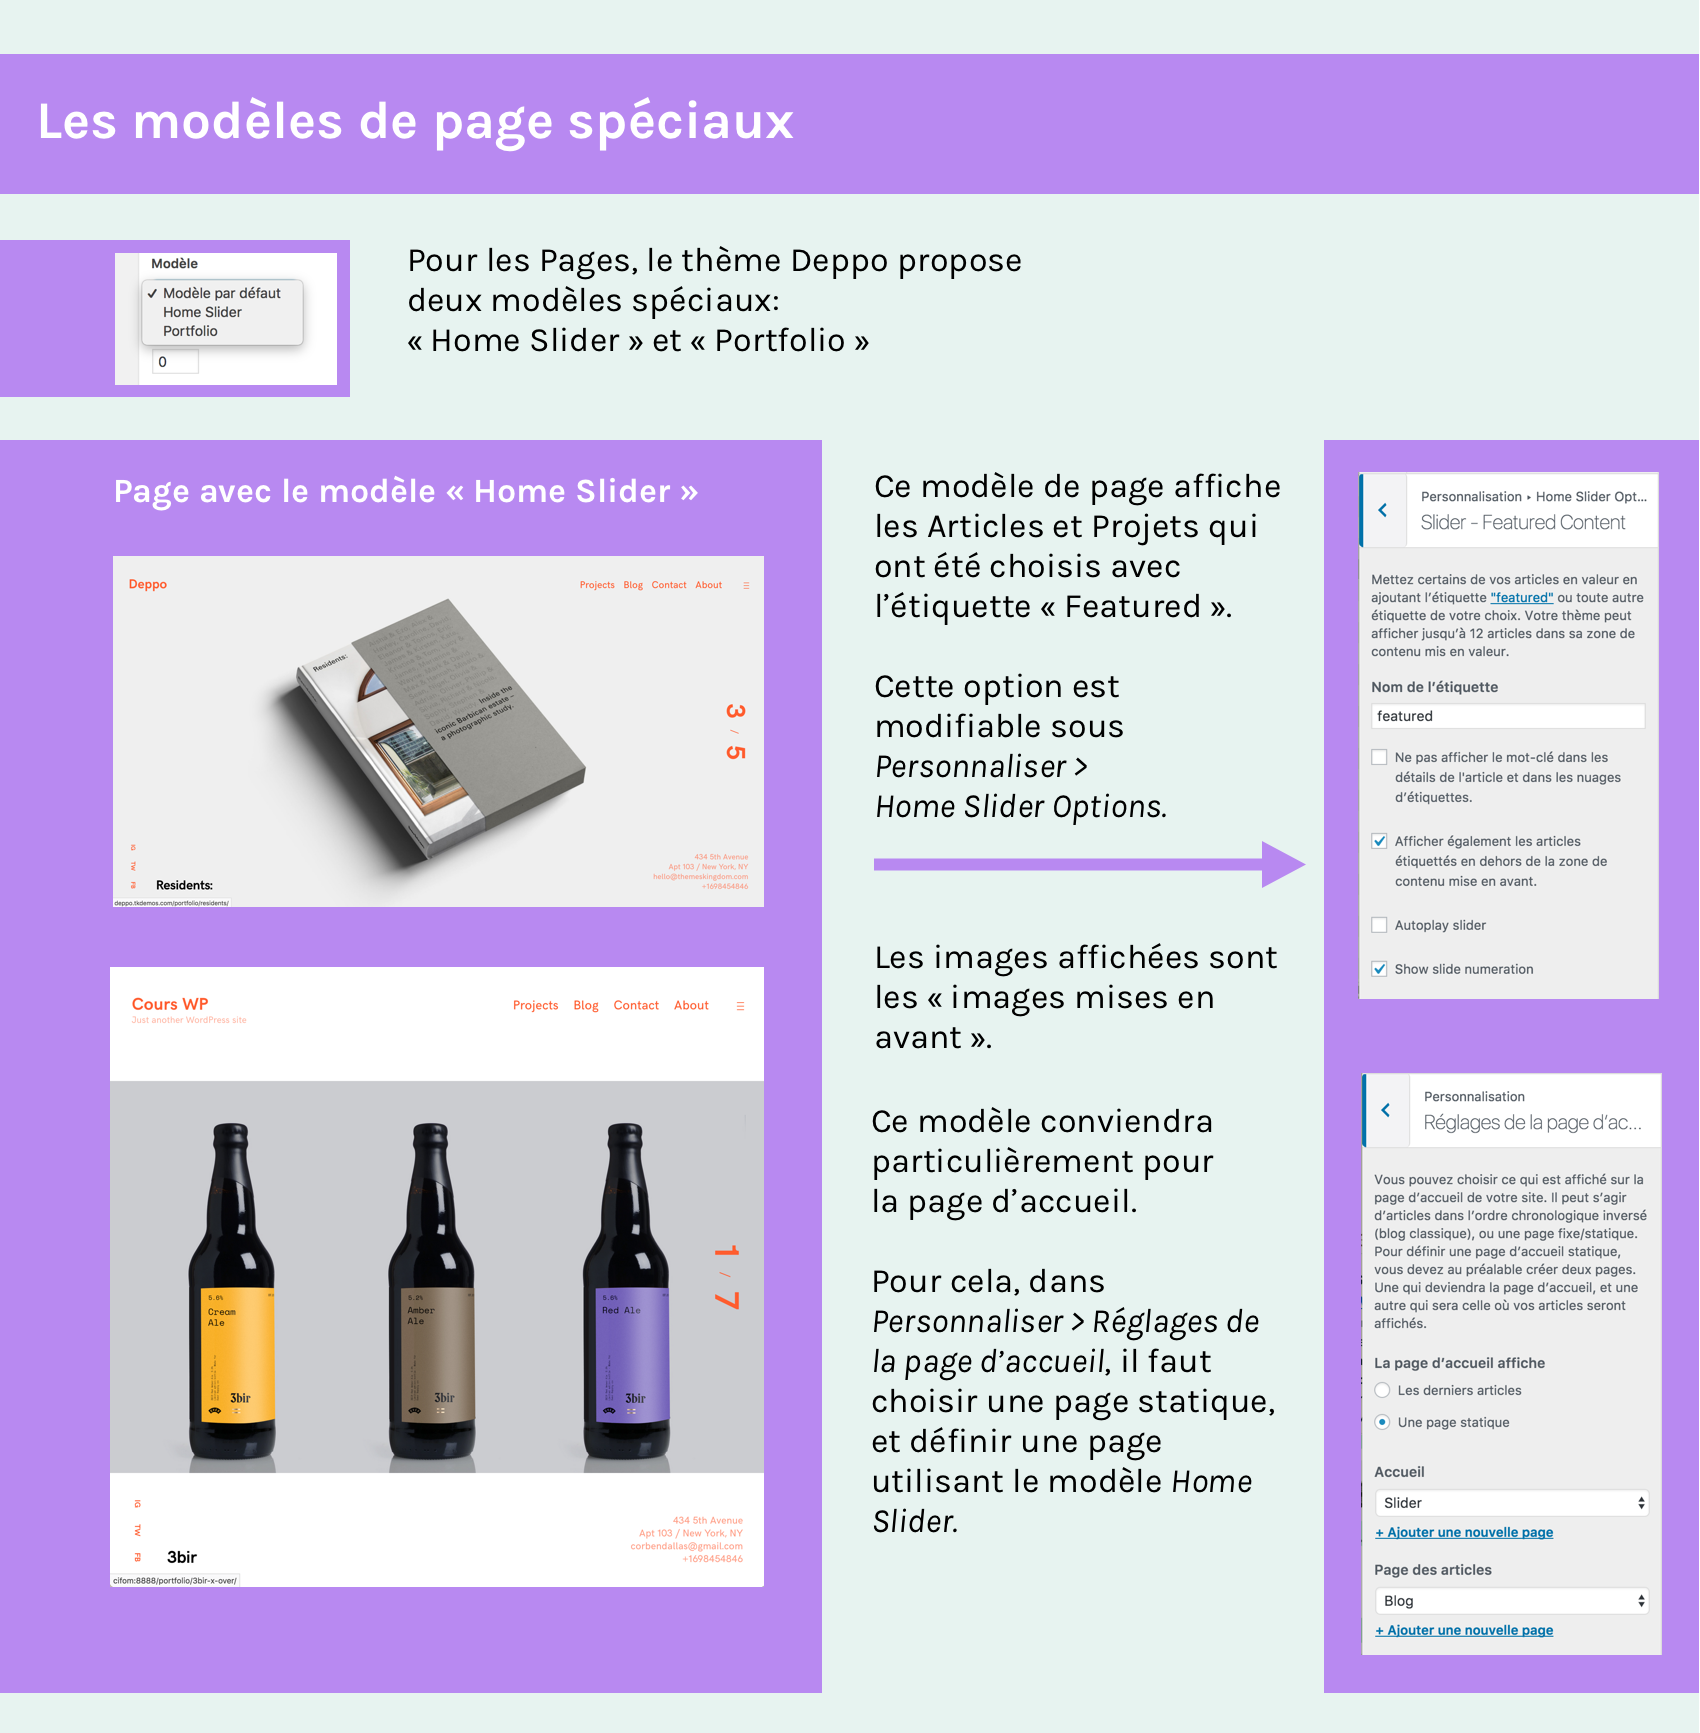 Les modèles de page spéciaux
Modèle
✓ Modèle par défaut
Home Slider
Portfolio
0
Pour les Pages, le thème Deppo propose
deux modèles spéciaux:
« Home Slider » et « Portfolio »
Page avec le modèle « Home Slider »
Deppo
Projects Blog Contact About
Residents:
Inside the
iconic Barbican estate –
a photographic study.
3 / 5
IG
TW
FB
Residents:
434 5th Avenue
Apt 103 / New York, NY
hello@themeskingdom.com
+1698454846
deppo.tkdemos.com/portfolio/residents/
Cours WP
Just another WordPress site
Projects Blog Contact About
5.6%
Cream
Ale
3bir
5.2%
Amber
Ale
3bir
5.6%
Red Ale
3bir
1 / 7
IG
TW
FB
3bir
434 5th Avenue
Apt 103 / New York, NY
corbendallas@gmail.com
+1698454846
cifom:8888/portfolio/3bir-x-over/
Ce modèle de page affiche
les Articles et Projets qui
ont été choisis avec
l’étiquette « Featured ».
Cette option est
modifiable sous
Personnaliser >
Home Slider Options.
Les images affichées sont
les « images mises en
avant ».
Ce modèle conviendra
particulièrement pour
la page d’accueil.
Pour cela, dans
Personnaliser > Réglages de
la page d’accueil, il faut
choisir une page statique,
et définir une page
utilisant le modèle Home
Slider.
Personnalisation ▸ Home Slider Opt...
Slider - Featured Content
Mettez certains de vos articles en valeur en
ajoutant l’étiquette "featured" ou toute autre
étiquette de votre choix. Votre thème peut
afficher jusqu’à 12 articles dans sa zone de
contenu mis en valeur.
Nom de l’étiquette
featured
Ne pas afficher le mot-clé dans les
détails de l'article et dans les nuages
d’étiquettes.
Afficher également les articles
étiquettés en dehors de la zone de
contenu mise en avant.
Autoplay slider
Show slide numeration
Personnalisation
Réglages de la page d’ac...
Vous pouvez choisir ce qui est affiché sur la
page d’accueil de votre site. Il peut s’agir
d’articles dans l’ordre chronologique inversé
(blog classique), ou une page fixe/statique.
Pour définir une page d’accueil statique,
vous devez au préalable créer deux pages.
Une qui deviendra la page d’accueil, et une
autre qui sera celle où vos articles seront
affichés.
La page d’accueil affiche
Les derniers articles
Une page statique
Accueil
Slider
+ Ajouter une nouvelle page
Page des articles
Blog
+ Ajouter une nouvelle page